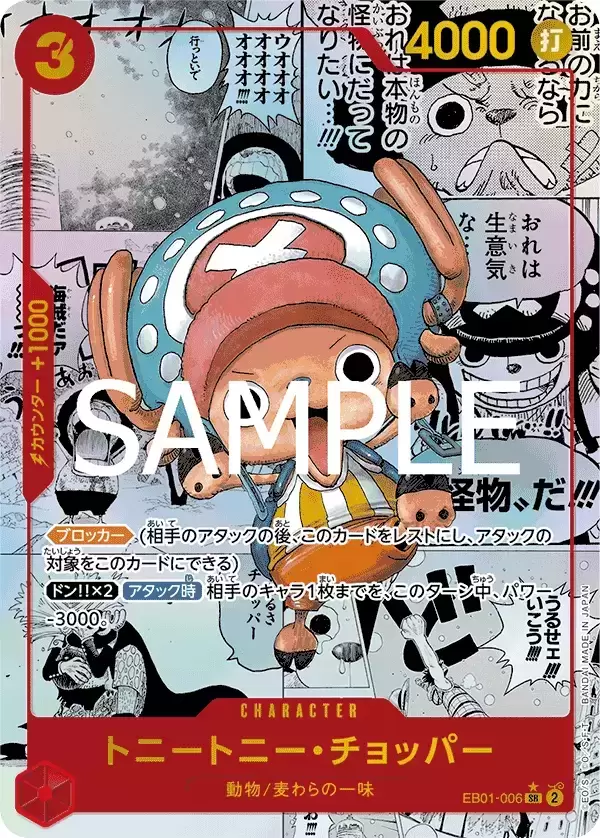 3
4000
打
ウオオオ
オオオオ
オオオ
!!!!
行っといで
お前の力に
おれは本物の
怪物にだって
なりたい…!!!
おれは
生意気
な…
カウンター +1000
SAMPLE
怪物〟だ!!!
ブロッカー (相手のアタックの後、このカードをレストにし、アタックの
対象をこのカードにできる)
ドン!!×2 アタック時 相手のキャラ1枚までを、このターン中、パワー
-3000。
チョッパー
うるせェ!!!
いこう!!!!
CHARACTER
トニートニー・チョッパー
動物/麦わらの一味
EB01-006 SR 2
BANDAI MADE IN JAPAN